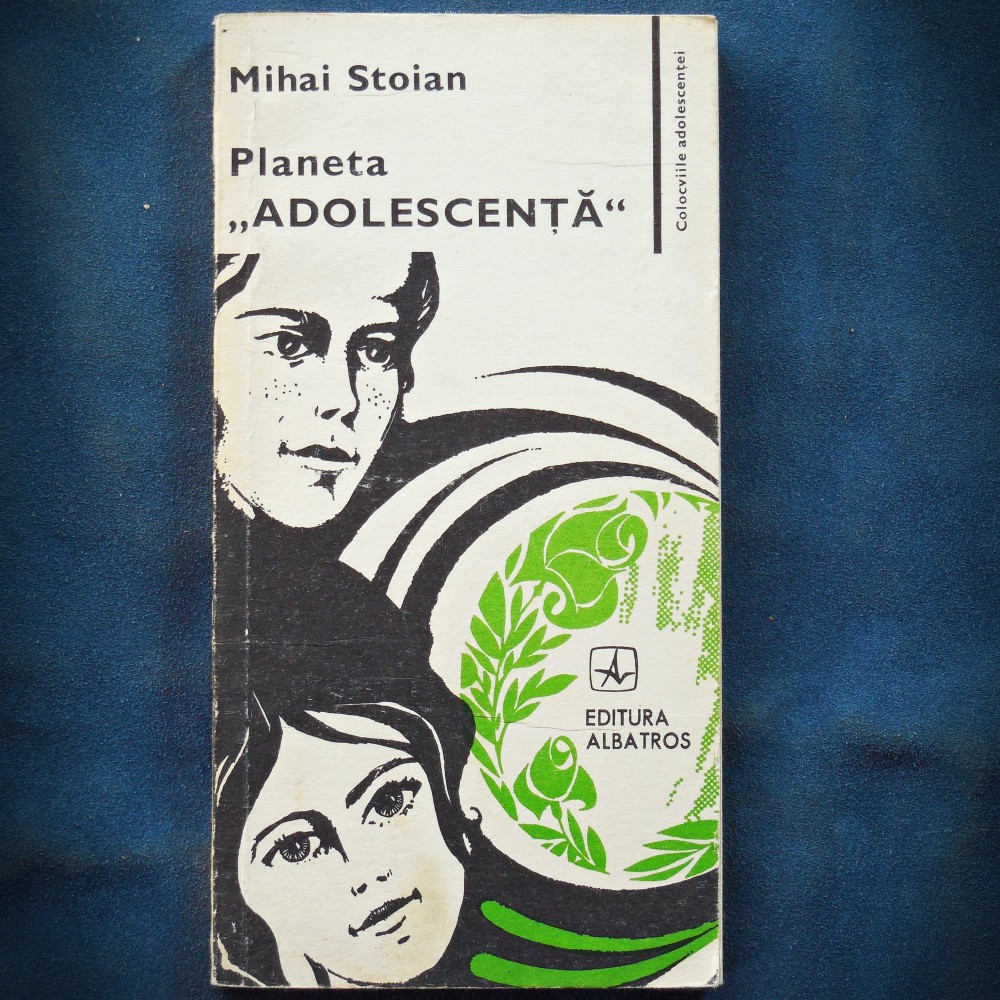 Mihai Stoian
Planeta
„ADOLESCENȚĂ“
Colocviile adolescenței
EDITURA
ALBATROS